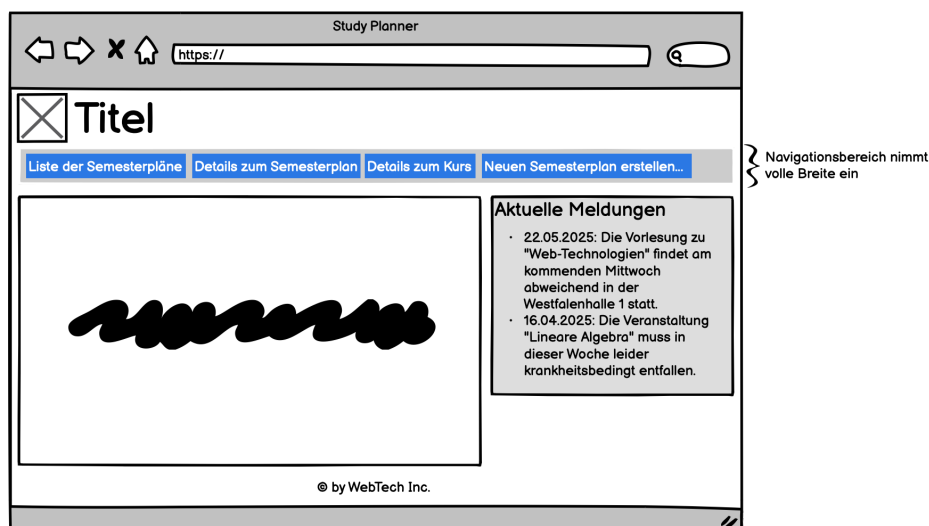 Study Planner
https://
Titel
Liste der Semesterpläne
Details zum Semesterplan
Details zum Kurs
Neuen Semesterplan erstellen...
Navigationsbereich nimmt
volle Breite ein
Aktuelle Meldungen
• 22.05.2025: Die Vorlesung zu
"Web-Technologien" findet am
kommenden Mittwoch
abweichend in der
Westfalenhalle 1 statt.
• 16.04.2025: Die Veranstaltung
"Lineare Algebra" muss in
dieser Woche leider
krankheitsbedingt entfallen.
© by WebTech Inc.